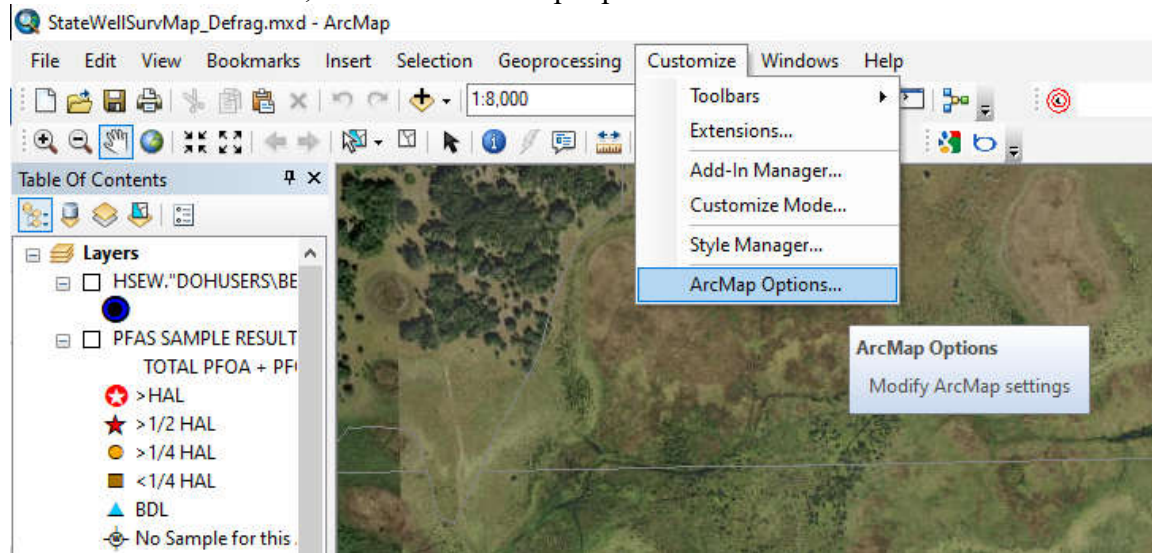 StateWellSurvMap_Defrag.mxd - ArcMap
File Edit View Bookmarks Insert Selection Geoprocessing Customize Windows Help
1:8,000
Toolbars
Extensions...
Add-In Manager...
Customize Mode...
Style Manager...
ArcMap Options...
ArcMap Options
Modify ArcMap settings
Table Of Contents
Layers
HSEW."DOHUSERS\BE
PFAS SAMPLE RESULT
TOTAL PFOA + PF
>HAL
>1/2 HAL
>1/4 HAL
<1/4 HAL
BDL
No Sample for this